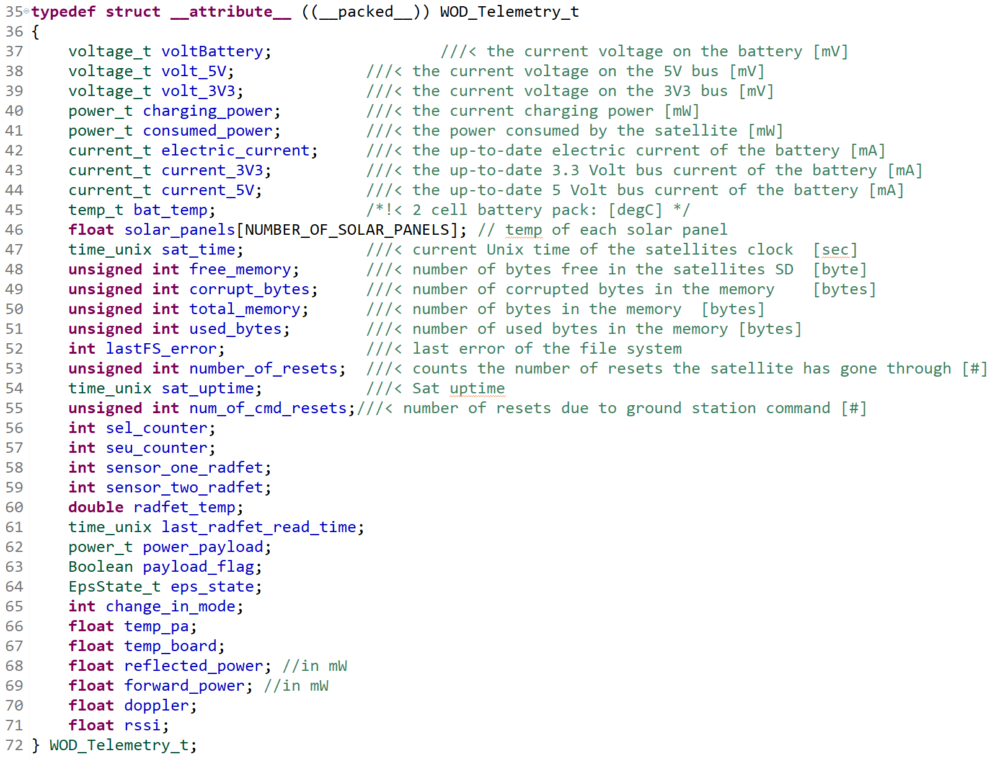 35 typedef struct __attribute__ ((__packed__)) WOD_Telemetry_t
36 {
37     voltage_t voltBattery;                  ///< the current voltage on the battery [mV]
38     voltage_t volt_5V;              ///< the current voltage on the 5V bus [mV]
39     voltage_t volt_3V3;             ///< the current voltage on the 3V3 bus [mV]
40     power_t charging_power;         ///< the current charging power [mW]
41     power_t consumed_power;         ///< the power consumed by the satellite [mW]
42     current_t electric_current;     ///< the up-to-date electric current of the battery [mA]
43     current_t current_3V3;          ///< the up-to-date 3.3 Volt bus current of the battery [mA]
44     current_t current_5V;           ///< the up-to-date 5 Volt bus current of the battery [mA]
45     temp_t bat_temp;                /*!< 2 cell battery pack: [degC] */
46     float solar_panels[NUMBER_OF_SOLAR_PANELS]; // temp of each solar panel
47     time_unix sat_time;             ///< current Unix time of the satellites clock  [sec]
48     unsigned int free_memory;       ///< number of bytes free in the satellites SD  [byte]
49     unsigned int corrupt_bytes;     ///< number of corrupted bytes in the memory    [bytes]
50     unsigned int total_memory;      ///< number of bytes in the memory  [bytes]
51     unsigned int used_bytes;        ///< number of used bytes in the memory [bytes]
52     int lastFS_error;               ///< last error of the file system
53     unsigned int number_of_resets;  ///< counts the number of resets the satellite has gone through [#]
54     time_unix sat_uptime;           ///< Sat uptime
55     unsigned int num_of_cmd_resets;///< number of resets due to ground station command [#]
56     int sel_counter;
57     int seu_counter;
58     int sensor_one_radfet;
59     int sensor_two_radfet;
60     double radfet_temp;
61     time_unix last_radfet_read_time;
62     power_t power_payload;
63     Boolean payload_flag;
64     EpsState_t eps_state;
65     int change_in_mode;
66     float temp_pa;
67     float temp_board;
68     float reflected_power; //in mW
69     float forward_power; //in mW
70     float doppler;
71     float rssi;
72 } WOD_Telemetry_t;